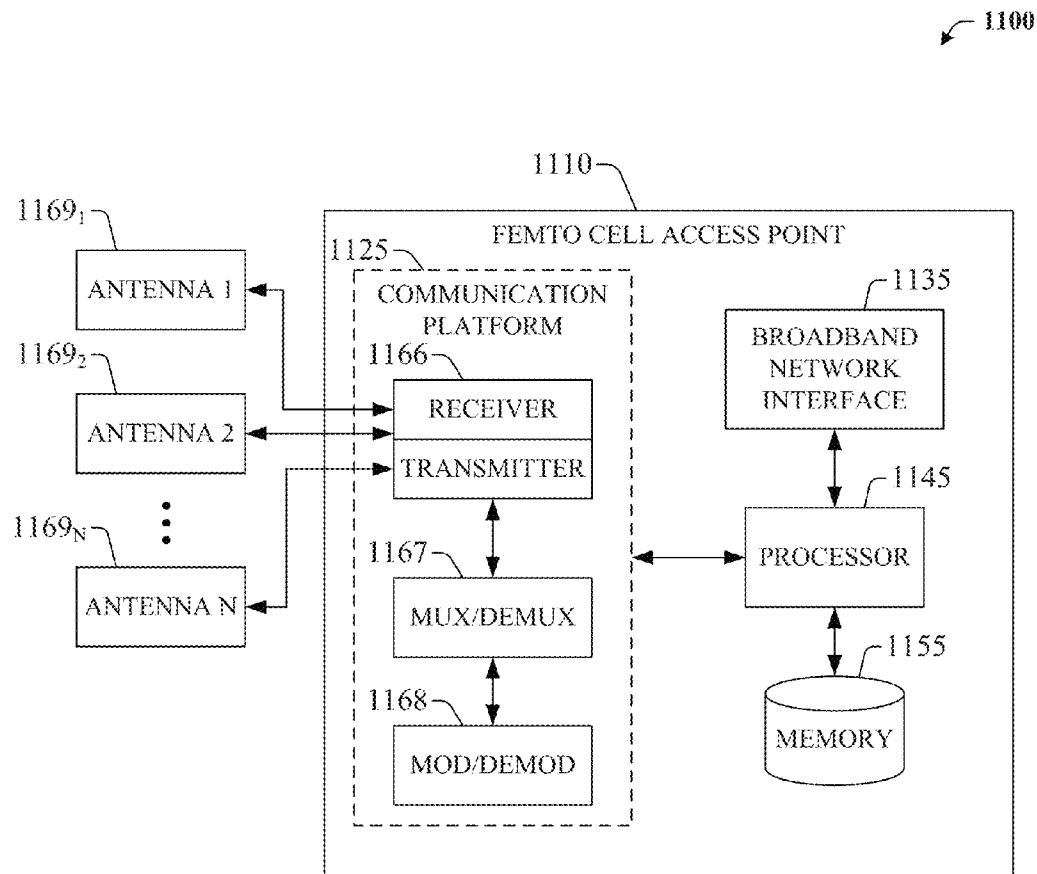 1100
1110
FEMTO CELL ACCESS POINT
1169₁
ANTENNA 1
1169₂
ANTENNA 2
1169_N
ANTENNA N
1125
COMMUNICATION
PLATFORM
1166
RECEIVER
TRANSMITTER
1167
MUX/DEMUX
1168
MOD/DEMOD
1135
BROADBAND
NETWORK
INTERFACE
1145
PROCESSOR
1155
MEMORY